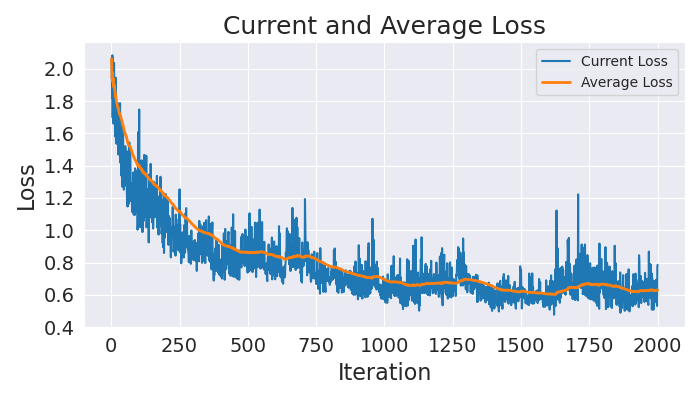 Current and Average Loss
Current Loss
Average Loss
Loss
2.0
1.8
1.6
1.4
1.2
1.0
0.8
0.6
0.4
0 250 500 750 1000 1250 1500 1750 2000
Iteration